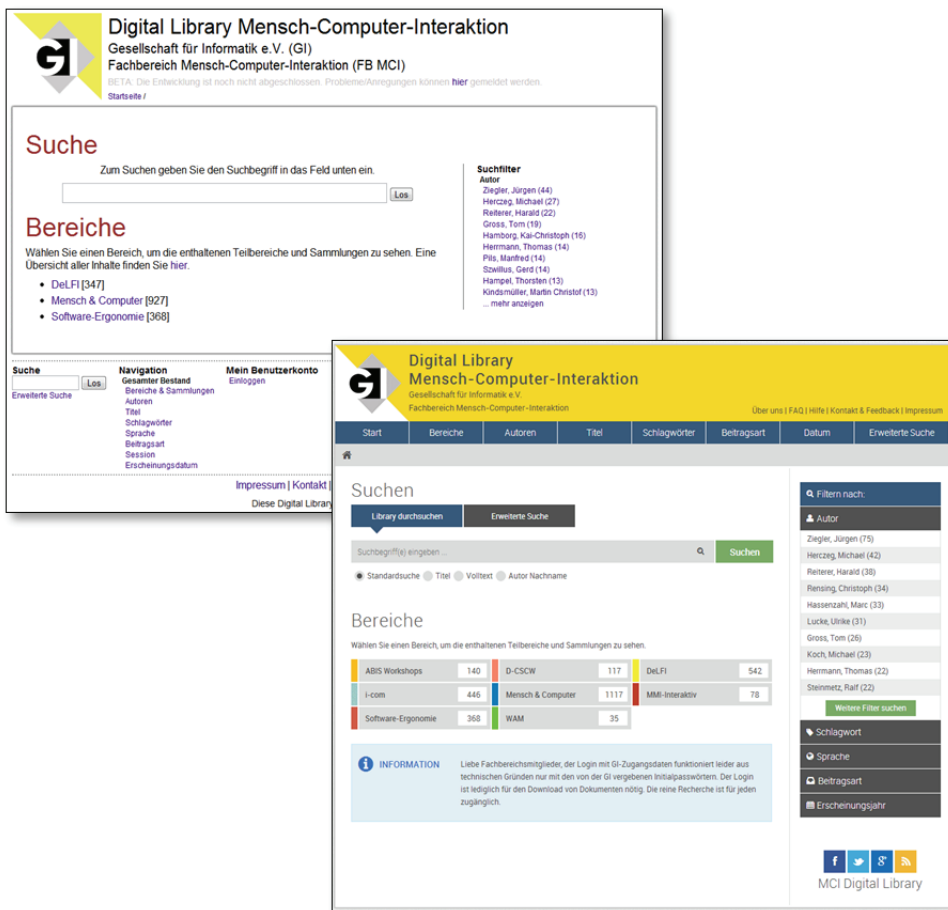 GI
Digital Library Mensch-Computer-Interaktion
Gesellschaft für Informatik e.V. (GI)
Fachbereich Mensch-Computer-Interaktion (FB MCI)
BETA: Die Entwicklung ist noch nicht abgeschlossen. Probleme/Anregungen können hier gemeldet werden.
Startseite /
Suche
Zum Suchen geben Sie den Suchbegriff in das Feld unten ein.
Los
Bereiche
Wählen Sie einen Bereich, um die enthaltenen Teilbereiche und Sammlungen zu sehen. Eine
Übersicht aller Inhalte finden Sie hier.
• DeLFI [347]
• Mensch & Computer [927]
• Software-Ergonomie [368]
Suchfilter
Autor
Ziegler, Jürgen (44)
Herczeg, Michael (27)
Reiterer, Harald (22)
Gross, Tom (19)
Hamborg, Kai-Christoph (16)
Herrmann, Thomas (14)
Pils, Manfred (14)
Szwillus, Gerd (14)
Hampel, Thorsten (13)
Kindsmüller, Martin Christof (13)
... mehr anzeigen
Suche
Los
Erweiterte Suche
Navigation
Gesamter Bestand
Bereiche & Sammlungen
Autoren
Titel
Schlagwörter
Sprache
Beitragsart
Session
Erscheinungsdatum
Mein Benutzerkonto
Einloggen
Impressum | Kontakt |
Diese Digital Library
GI
Digital Library
Mensch-Computer-Interaktion
Gesellschaft für Informatik e.V.
Fachbereich Mensch-Computer-Interaktion
Über uns | FAQ | Hilfe | Kontakt & Feedback | Impressum
Start Bereiche Autoren Titel Schlagwörter Beitragsart Datum Erweiterte Suche
Suchen
Library durchsuchen Erweiterte Suche
Suchbegriff(e) eingeben ... Suchen
Standardsuche Titel Volltext Autor Nachname
Bereiche
Wählen Sie einen Bereich, um die enthaltenen Teilbereiche und Sammlungen zu sehen.
ABIS Workshops 140 D-CSCW 117 DeLFI 542
i-com 446 Mensch & Computer 1117 MMI-Interaktiv 78
Software-Ergonomie 368 WAM 35
INFORMATION
Liebe Fachbereichsmitglieder, der Login mit GI-Zugangsdaten funktioniert leider aus
technischen Gründen nur mit den von der GI vergebenen Initialpasswörtern. Der Login
ist lediglich für den Download von Dokumenten nötig. Die reine Recherche ist für jeden
zugänglich.
Filtern nach:
Autor
Ziegler, Jürgen (75)
Herczeg, Michael (42)
Reiterer, Harald (38)
Rensing, Christoph (34)
Hassenzahl, Marc (33)
Lucke, Ulrike (31)
Gross, Tom (26)
Koch, Michael (23)
Herrmann, Thomas (22)
Steinmetz, Ralf (22)
Weitere Filter suchen
Schlagwort
Sprache
Beitragsart
Erscheinungsjahr
MCI Digital Library